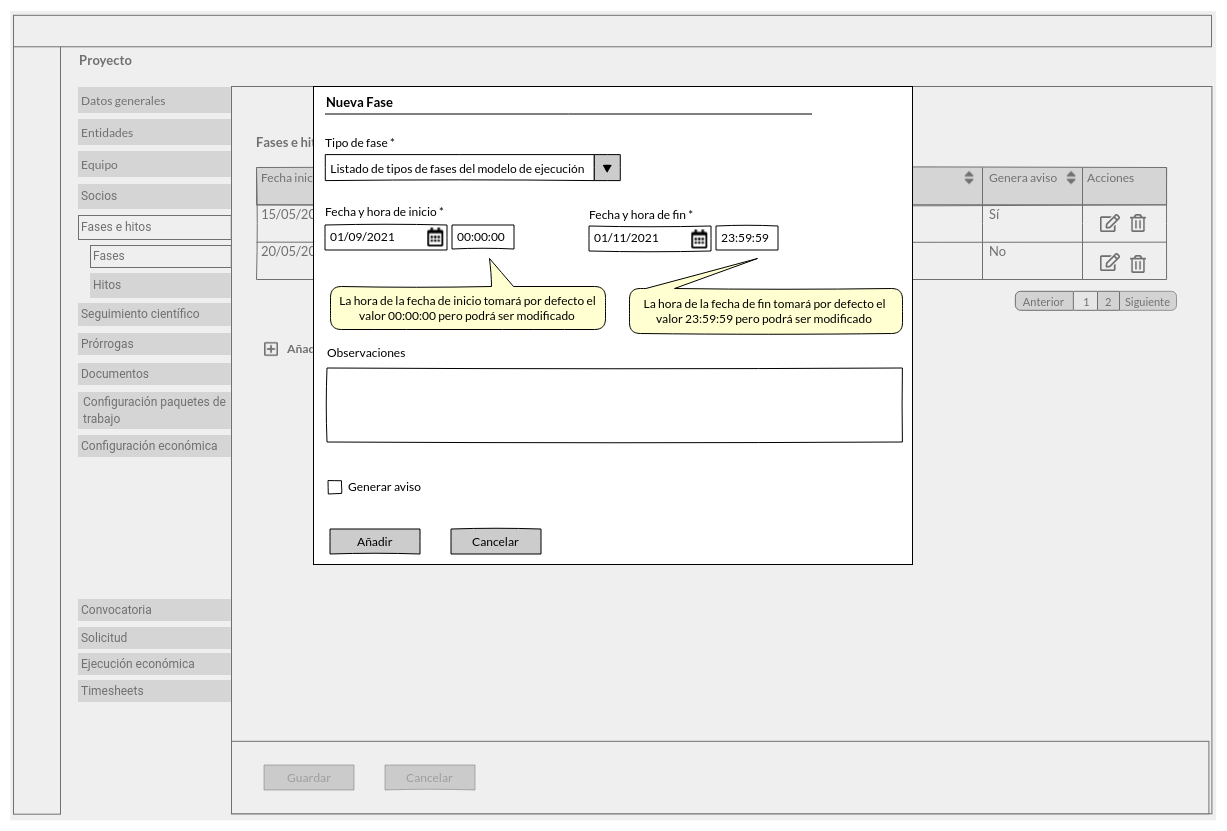 Proyecto
Datos generales
Entidades
Equipo
Socios
Fases e hitos
Fases
Hitos
Seguimiento científico
Prórrogas
Documentos
Configuración paquetes de
trabajo
Configuración económica
Convocatoria
Solicitud
Ejecución económica
Timesheets
Nueva Fase
Tipo de fase *
Listado de tipos de fases del modelo de ejecución
Fecha y hora de inicio * Fecha y hora de fin *
01/09/2021 00:00:00 01/11/2021 23:59:59
La hora de la fecha de inicio tomará por defecto el
valor 00:00:00 pero podrá ser modificado
La hora de la fecha de fin tomará por defecto el
valor 23:59:59 pero podrá ser modificado
Observaciones
Generar aviso
Añadir Cancelar
Fases e hi
Fecha inic Genera aviso Acciones
15/05/20 Sí
20/05/20 No
Anterior 1 2 Siguiente
Añad
Guardar Cancelar